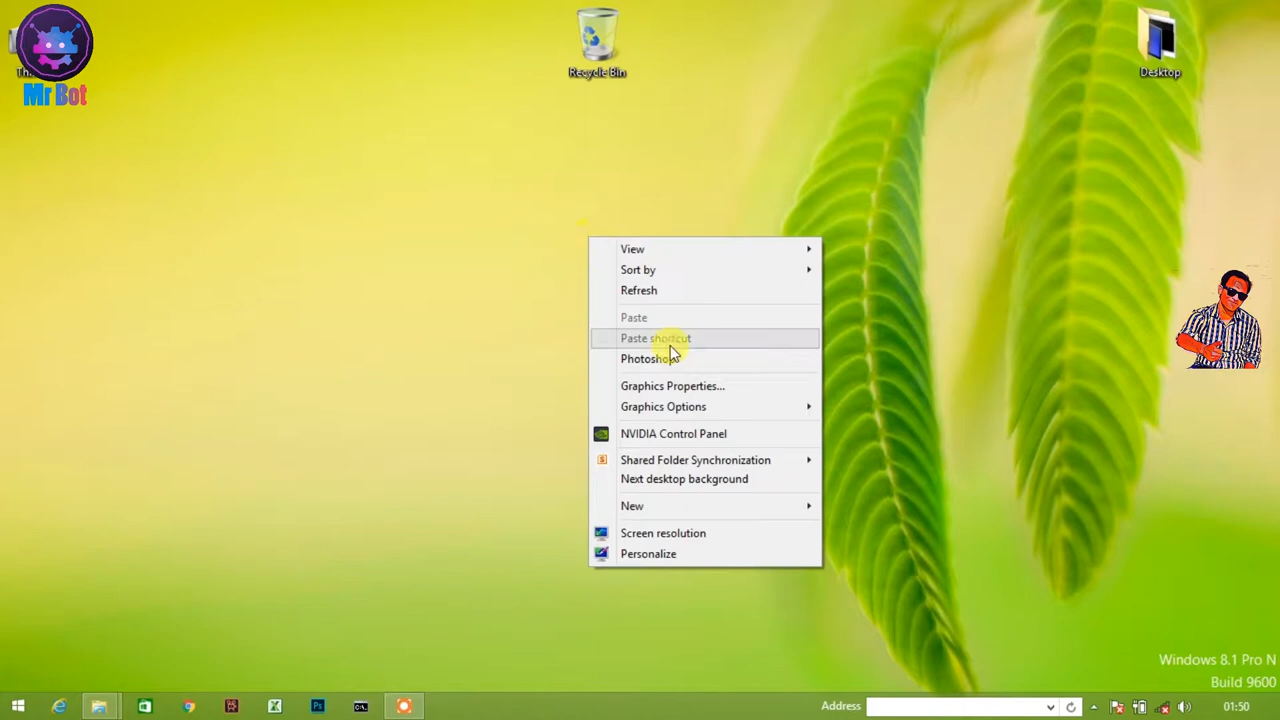 Mr Bot
Recycle Bin
Desktop
View
Sort by
Refresh
Paste
Paste shortcut
Photoshop
Graphics Properties...
Graphics Options
NVIDIA Control Panel
Shared Folder Synchronization
Next desktop background
New
Screen resolution
Personalize
Windows 8.1 Pro N
Build 9600
Address
01:50